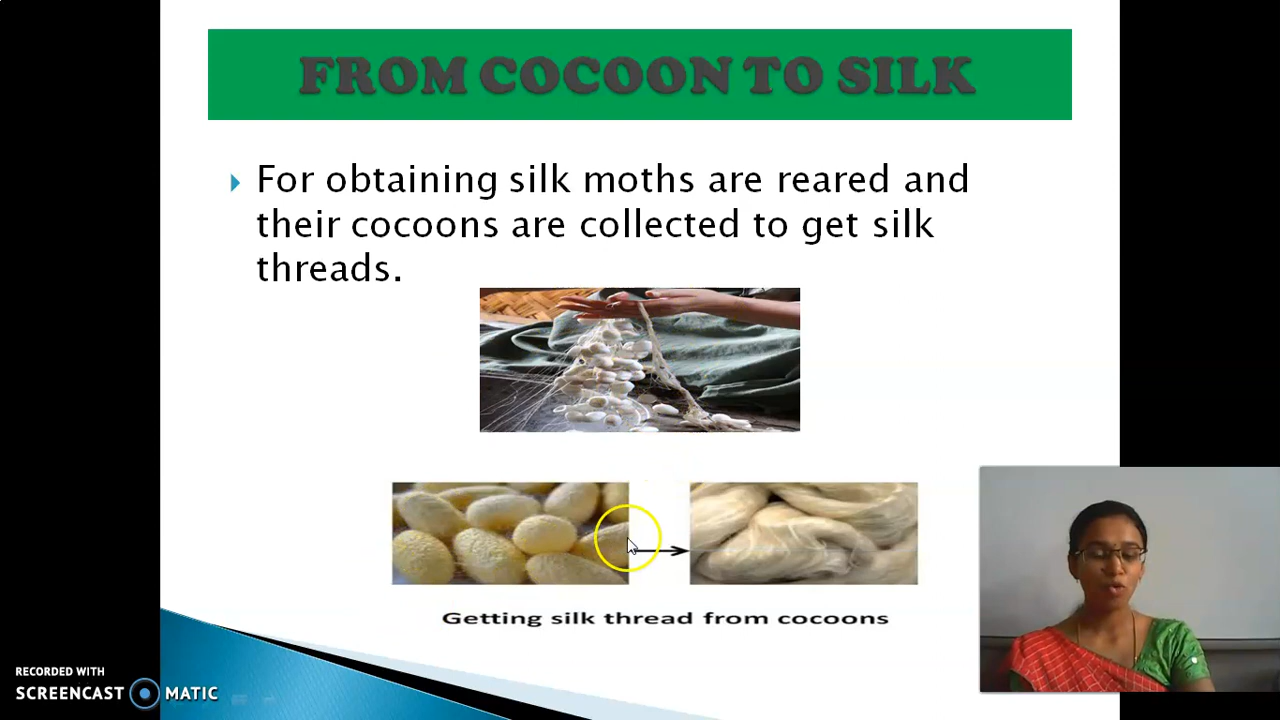 FROM COCOON TO SILK
For obtaining silk moths are reared and
their cocoons are collected to get silk
threads.
Getting silk thread from cocoons
RECORDED WITH
SCREENCAST MATIC